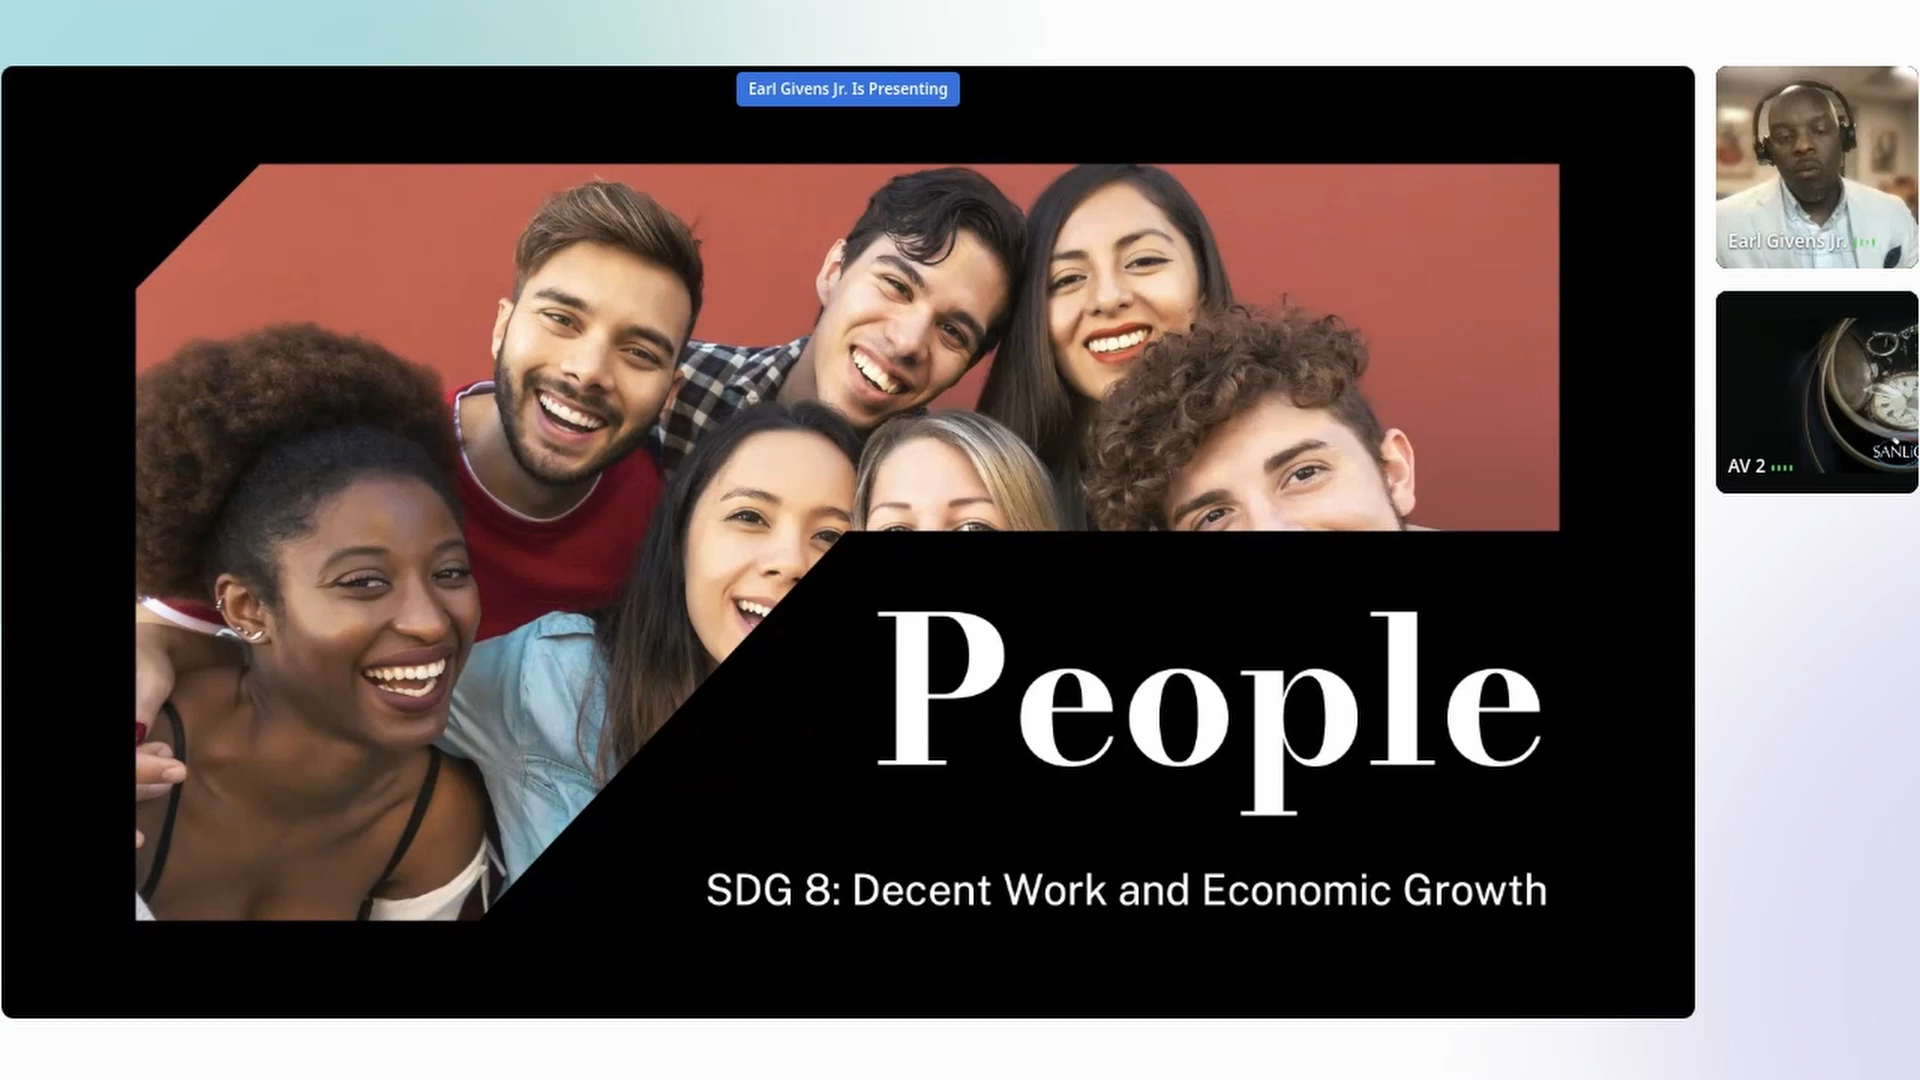 Earl Givens Jr. Is Presenting
Earl Givens Jr.
AV 2
People
SDG 8: Decent Work and Economic Growth